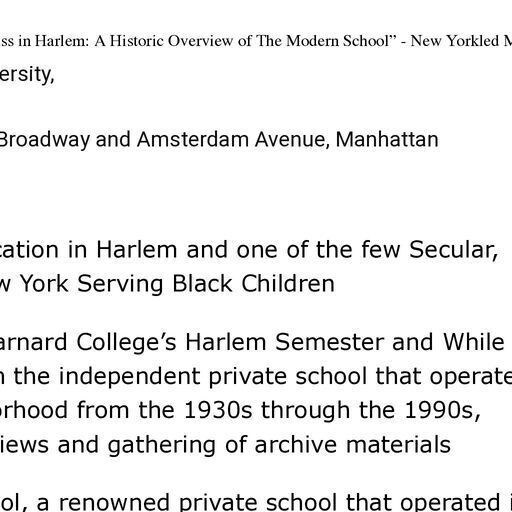 ss in Harlem: A Historic Overview of The Modern School” - New Yorkled M
ersity,
Broadway and Amsterdam Avenue, Manhattan
cation in Harlem and one of the few Secular,
w York Serving Black Children
arnard College’s Harlem Semester and While
n the independent private school that operate
orhood from the 1930s through the 1990s,
iews and gathering of archive materials
ol, a renowned private school that operated i